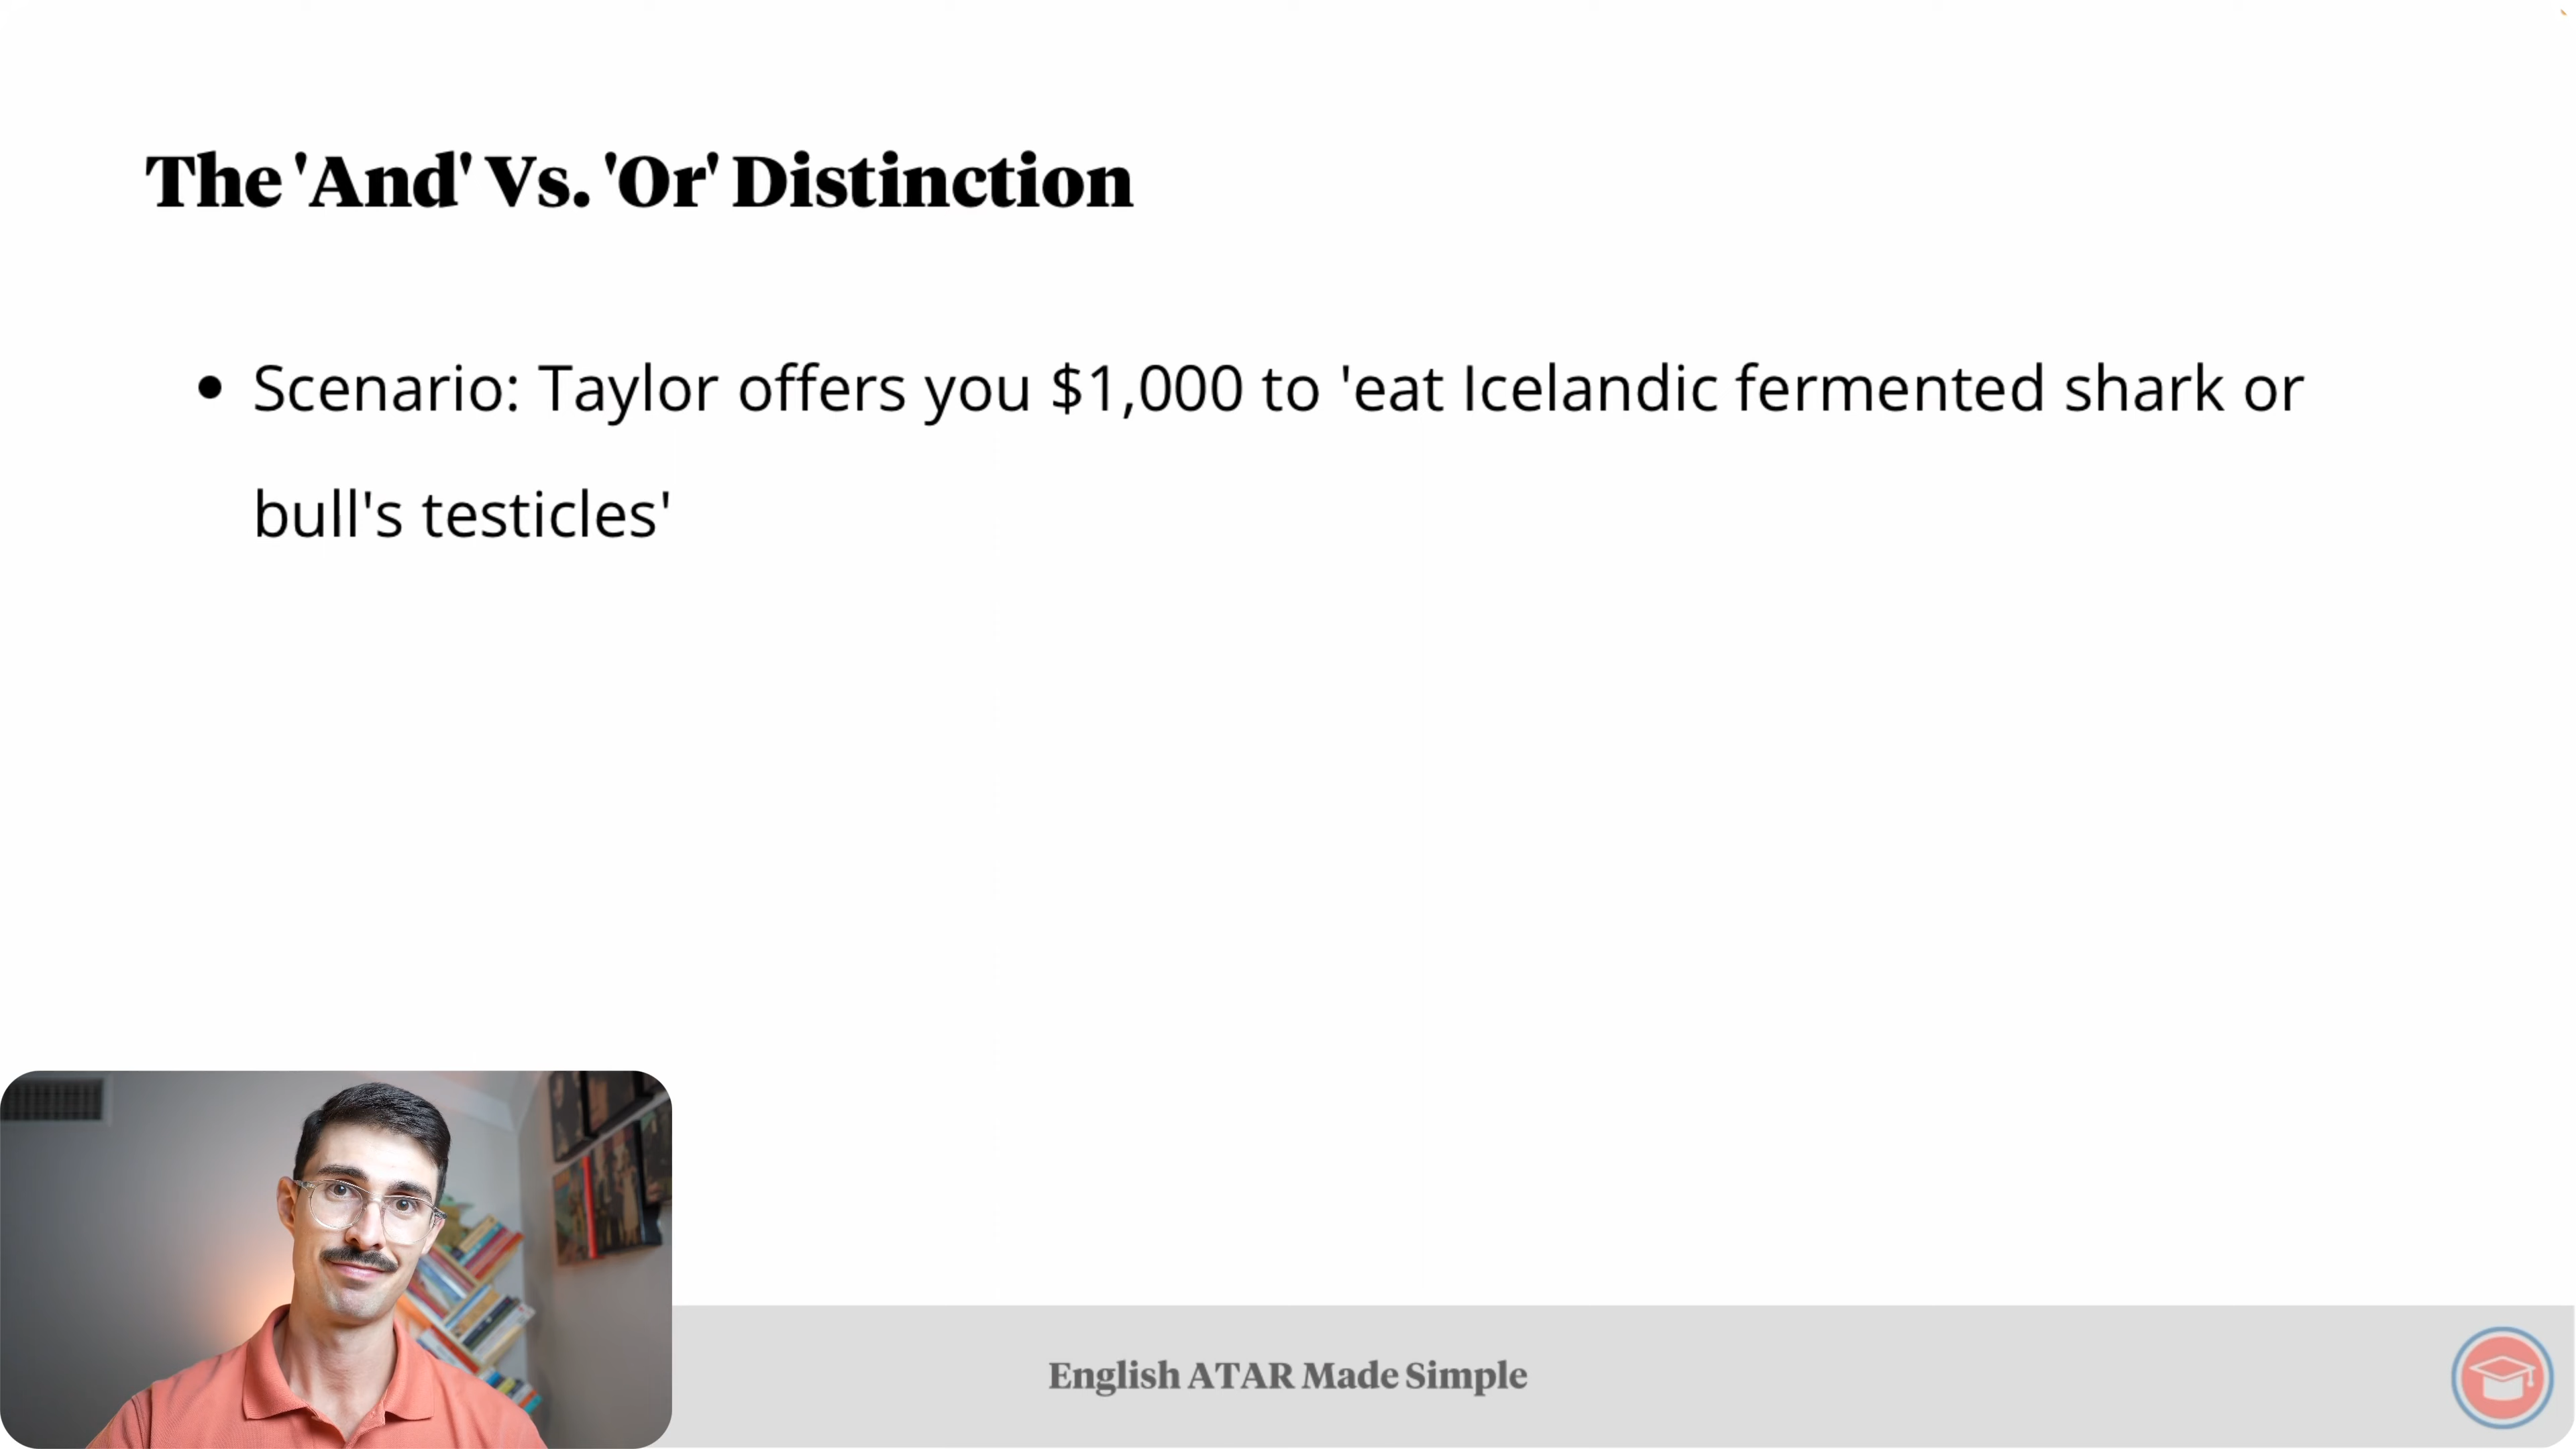 The 'And' Vs. 'Or' Distinction
• Scenario: Taylor offers you $1,000 to 'eat Icelandic fermented shark or
bull's testicles'
English ATAR Made Simple